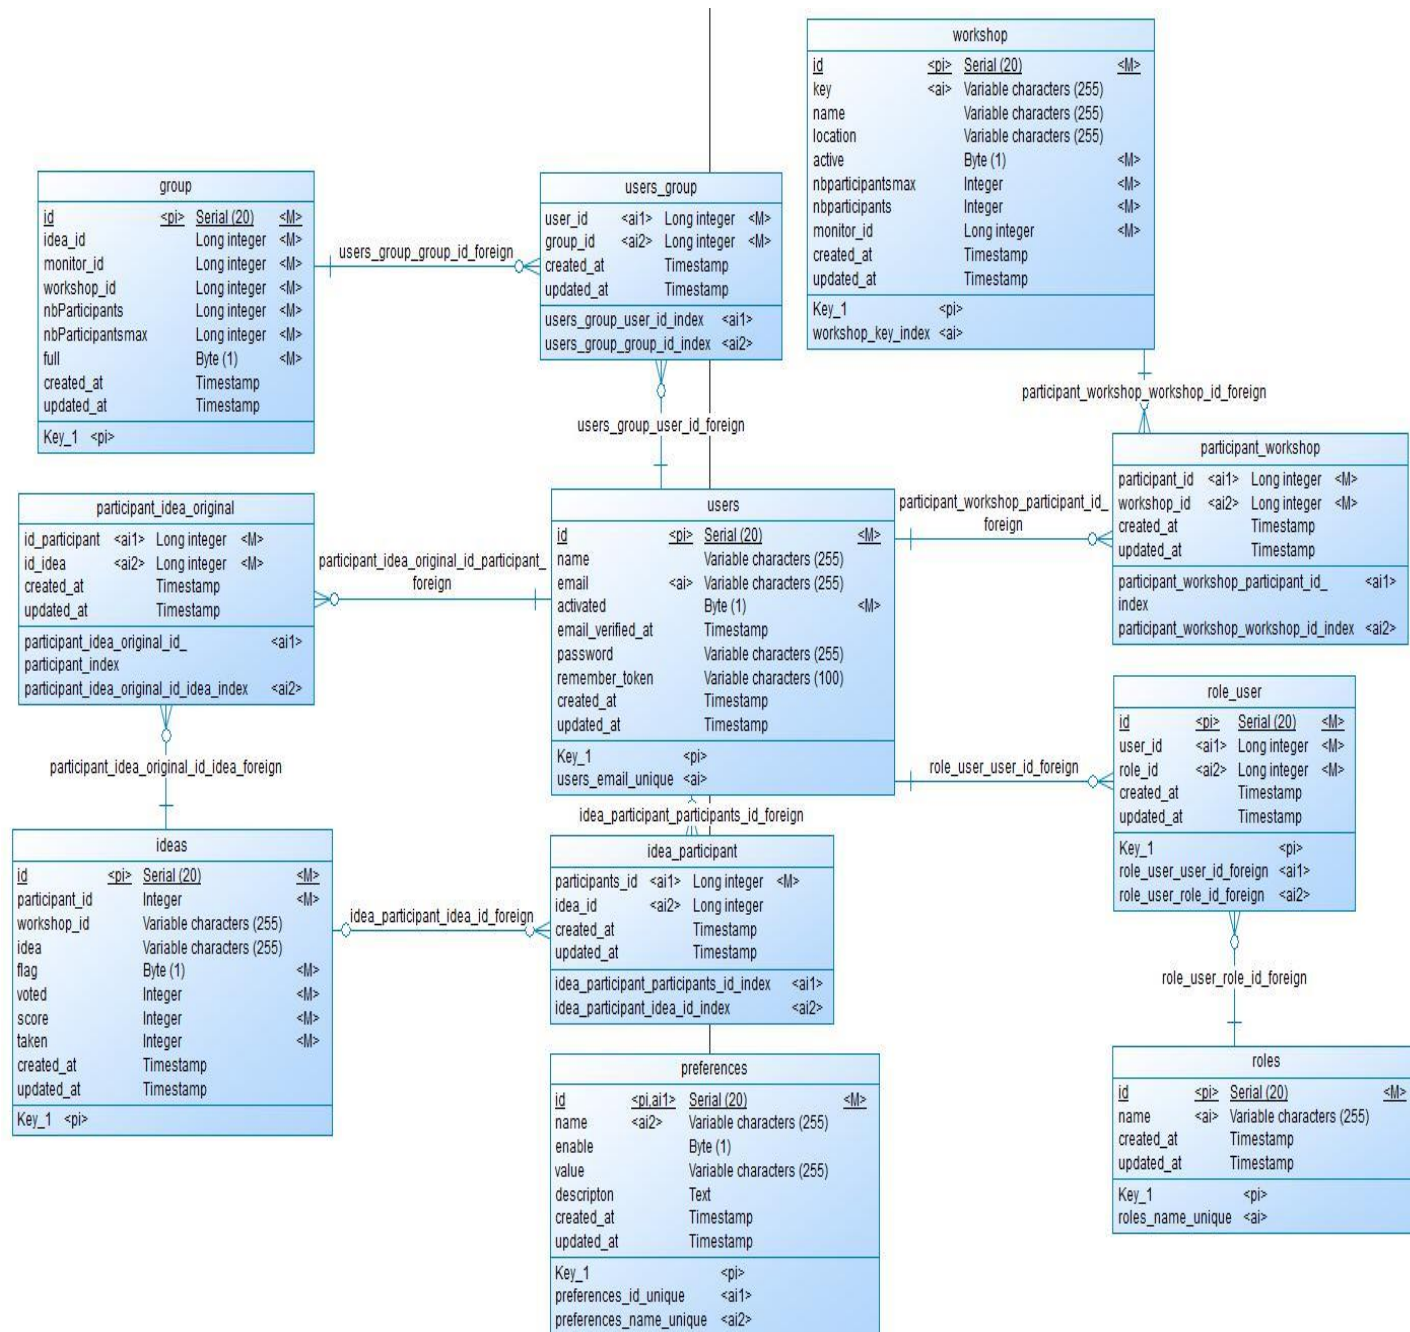 workshop
id <pi> Serial (20) <M>
key <ai> Variable characters (255)
name Variable characters (255)
location Variable characters (255)
active Byte (1) <M>
nbparticipantsmax Integer <M>
nbparticipants Integer <M>
monitor_id Long integer <M>
created_at Timestamp
updated_at Timestamp
Key_1 <pi>
workshop_key_index <ai>
group
id <pi> Serial (20) <M>
idea_id Long integer <M>
monitor_id Long integer <M>
workshop_id Long integer <M>
nbParticipants Long integer <M>
nbParticipantsmax Long integer <M>
full Byte (1) <M>
created_at Timestamp
updated_at Timestamp
Key_1 <pi>
users_group_group_id_foreign
users_group
user_id <ai1> Long integer <M>
group_id <ai2> Long integer <M>
created_at Timestamp
updated_at Timestamp
users_group_user_id_index <ai1>
users_group_group_id_index <ai2>
users_group_user_id_foreign
participant_workshop_workshop_id_foreign
participant_workshop
participant_id <ai1> Long integer <M>
workshop_id <ai2> Long integer <M>
created_at Timestamp
updated_at Timestamp
participant_workshop_participant_id_ <ai1>
index
participant_workshop_workshop_id_index <ai2>
participant_idea_original
id_participant <ai1> Long integer <M>
id_idea <ai2> Long integer <M>
created_at Timestamp
updated_at Timestamp
participant_idea_original_id_ <ai1>
participant_index
participant_idea_original_id_idea_index <ai2>
participant_idea_original_id_participant_
foreign
users
id <pi> Serial (20) <M>
name Variable characters (255)
email <ai> Variable characters (255)
activated Byte (1) <M>
email_verified_at Timestamp
password Variable characters (255)
remember_token Variable characters (100)
created_at Timestamp
updated_at Timestamp
Key_1 <pi>
users_email_unique <ai>
participant_workshop_participant_id_
foreign
role_user_user_id_foreign
role_user
id <pi> Serial (20) <M>
user_id <ai1> Long integer <M>
role_id <ai2> Long integer <M>
created_at Timestamp
updated_at Timestamp
Key_1 <pi>
role_user_user_id_foreign <ai1>
role_user_role_id_foreign <ai2>
participant_idea_original_id_idea_foreign
idea_participant_participants_id_foreign
ideas
id <pi> Serial (20) <M>
participant_id Integer <M>
workshop_id Variable characters (255)
idea Variable characters (255)
flag Byte (1) <M>
voted Integer <M>
score Integer <M>
taken Integer <M>
created_at Timestamp
updated_at Timestamp
Key_1 <pi>
idea_participant_idea_id_foreign
idea_participant
participants_id <ai1> Long integer <M>
idea_id <ai2> Long integer
created_at Timestamp
updated_at Timestamp
idea_participant_participants_id_index <ai1>
idea_participant_idea_id_index <ai2>
role_user_role_id_foreign
preferences
id <pi,ai1> Serial (20) <M>
name <ai2> Variable characters (255)
enable Byte (1)
value Variable characters (255)
descripton Text
created_at Timestamp
updated_at Timestamp
Key_1 <pi>
preferences_id_unique <ai1>
preferences_name_unique <ai2>
roles
id <pi> Serial (20) <M>
name <ai> Variable characters (255)
created_at Timestamp
updated_at Timestamp
Key_1 <pi>
roles_name_unique <ai>